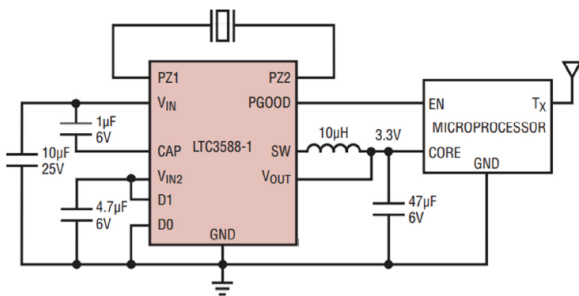 PZ1
PZ2
VIN
PGOOD
EN
TX
1µF
6V
10µH
3.3V
MICROPROCESSOR
10µF
25V
CAP
LTC3588-1
SW
CORE
GND
VIN2
VOUT
4.7µF
6V
D1
47µF
6V
D0
GND